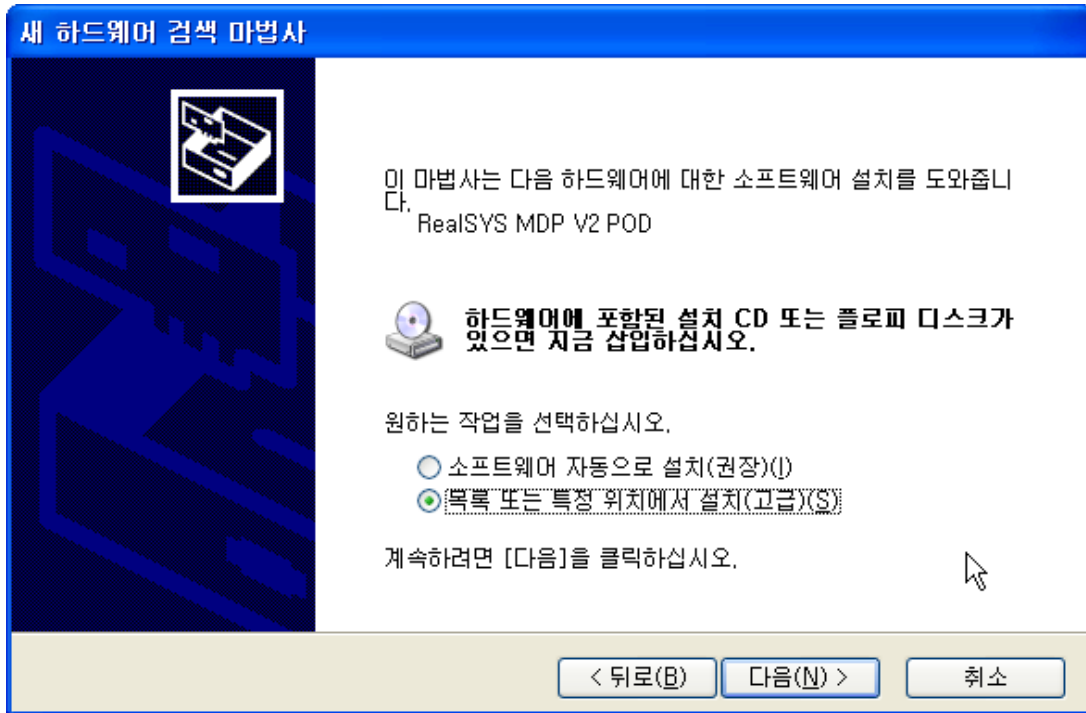 새 하드웨어 검색 마법사
이 마법사는 다음 하드웨어에 대한 소프트웨어 설치를 도와줍니
다.
RealSYS MDP V2 POD
하드웨어에 포함된 설치 CD 또는 플로피 디스크가
있으면 지금 삽입하십시오.
원하는 작업을 선택하십시오.
소프트웨어 자동으로 설치(권장)(I)
목록 또는 특정 위치에서 설치(고급)(S)
계속하려면 [다음]을 클릭하십시오.
< 뒤로(B) 다음(N) > 취소